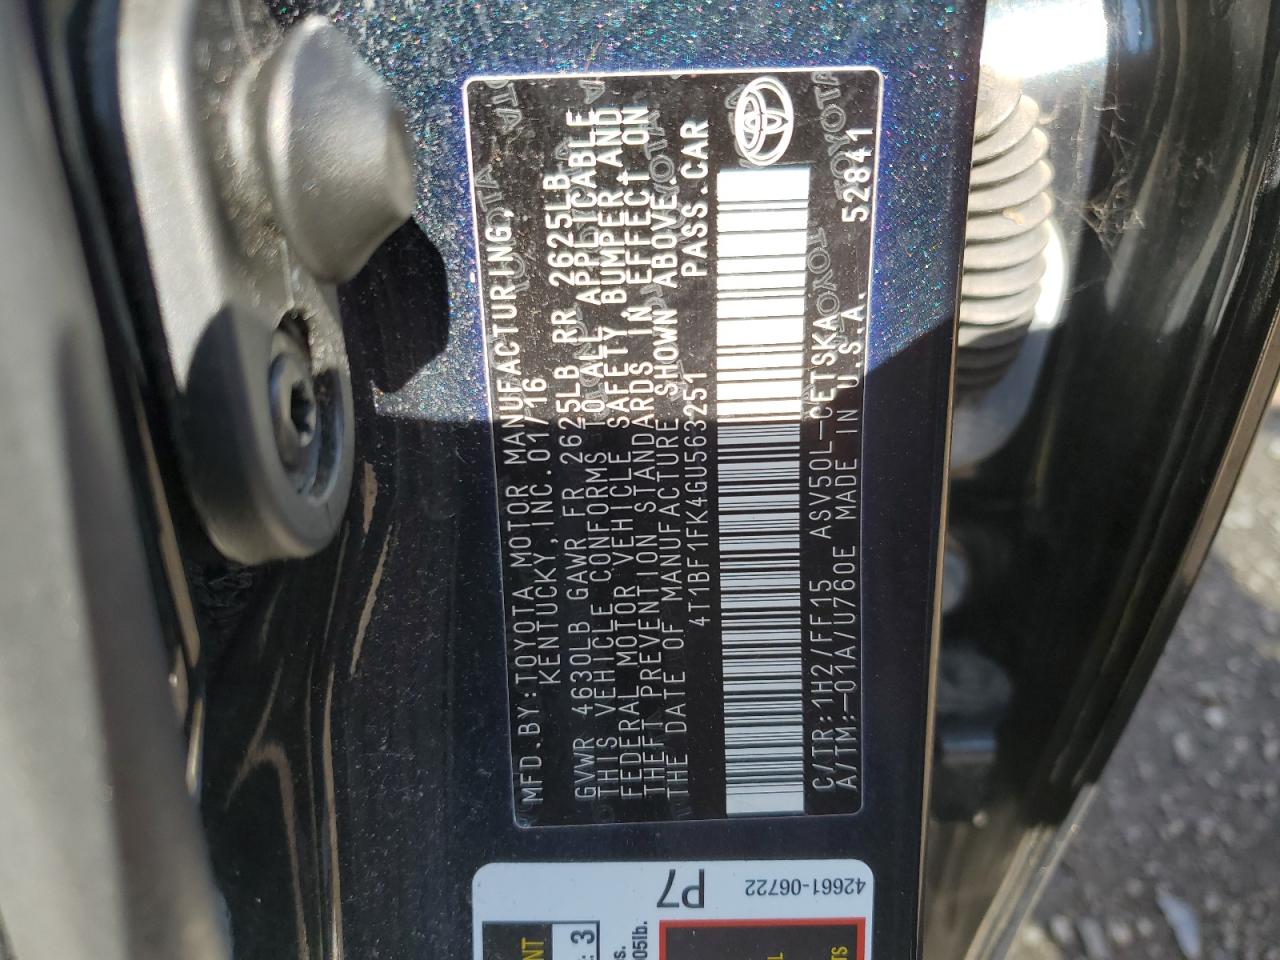 MFD.BY:TOYOTA MOTOR MANUFACTURING,
KENTUCKY,INC.01/16
GVWR 4630LB GAWR FR 2625LB RR 2625LB
THIS VEHICLE CONFORMS TO ALL APPLICABLE
FEDERAL MOTOR VEHICLE SAFETY, BUMPER, AND
THEFT PREVENTION STANDARDS IN EFFECT ON
THE DATE OF MANUFACTURE SHOWN ABOVE.
4T1BF1FK4GU563251 PASS.CAR
C/TR:1H2/FF15 ASV50L-CETSKA
A/TM:-01A/U760E MADE IN U.S.A. 52841
TOYOTA
TOYOTA
42661-06722
P7
3